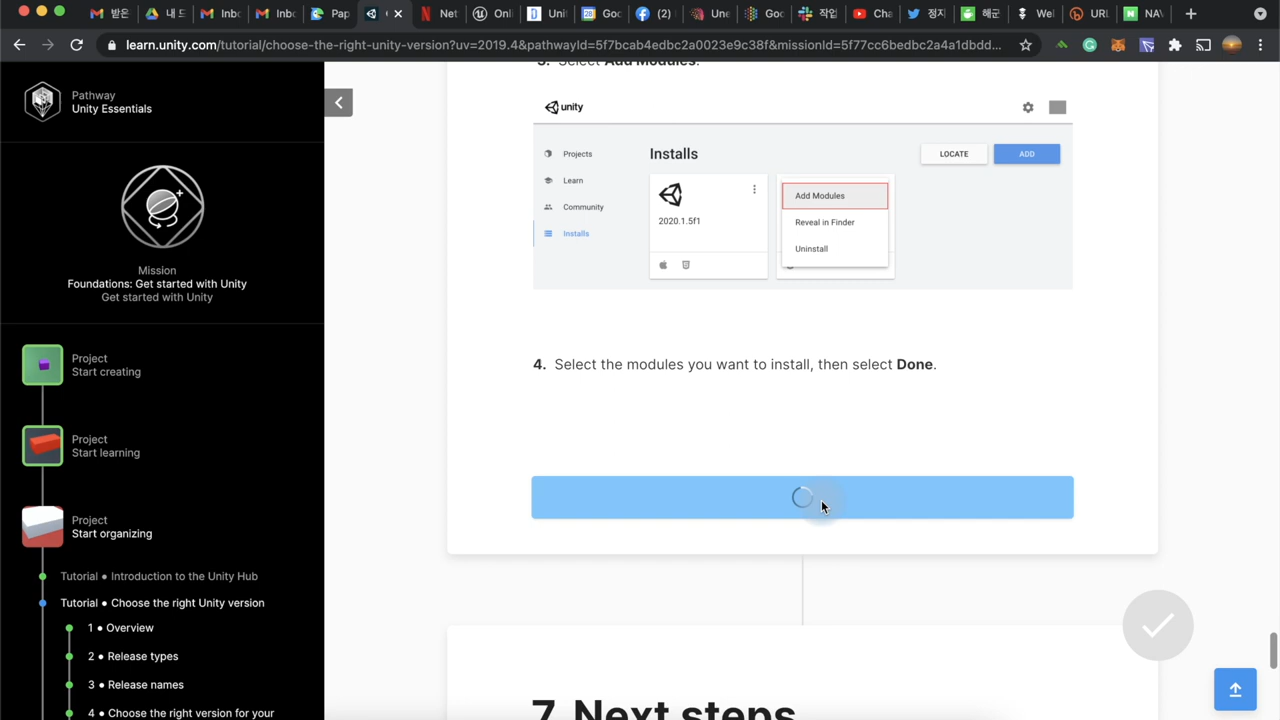 M 받은
내 드
M Inbo
M Inbo
Pap
Net
Onl
Uni
28 Goo
(2)
Une
Goo
작업
Cha
정지
해군
Wel
URL
NAV
learn.unity.com/tutorial/choose-the-right-unity-version?uv=2019.4&pathwayId=5f7bcab4edbc2a0023e9c38f&missionId=5f77cc6bedbc2a4a1dbdd...
Pathway
Unity Essentials
Mission
Foundations: Get started with Unity
Get started with Unity
Project
Start creating
Project
Start learning
Project
Start organizing
Tutorial ● Introduction to the Unity Hub
Tutorial ● Choose the right Unity version
1 ● Overview
2 ● Release types
3 ● Release names
4 ● Choose the right version for your
3. Select Add Modules.
unity
Projects
Learn
Community
Installs
Installs
LOCATE
ADD
2020.1.5f1
Add Modules
Reveal in Finder
Uninstall
4. Select the modules you want to install, then select Done.
7. Next steps